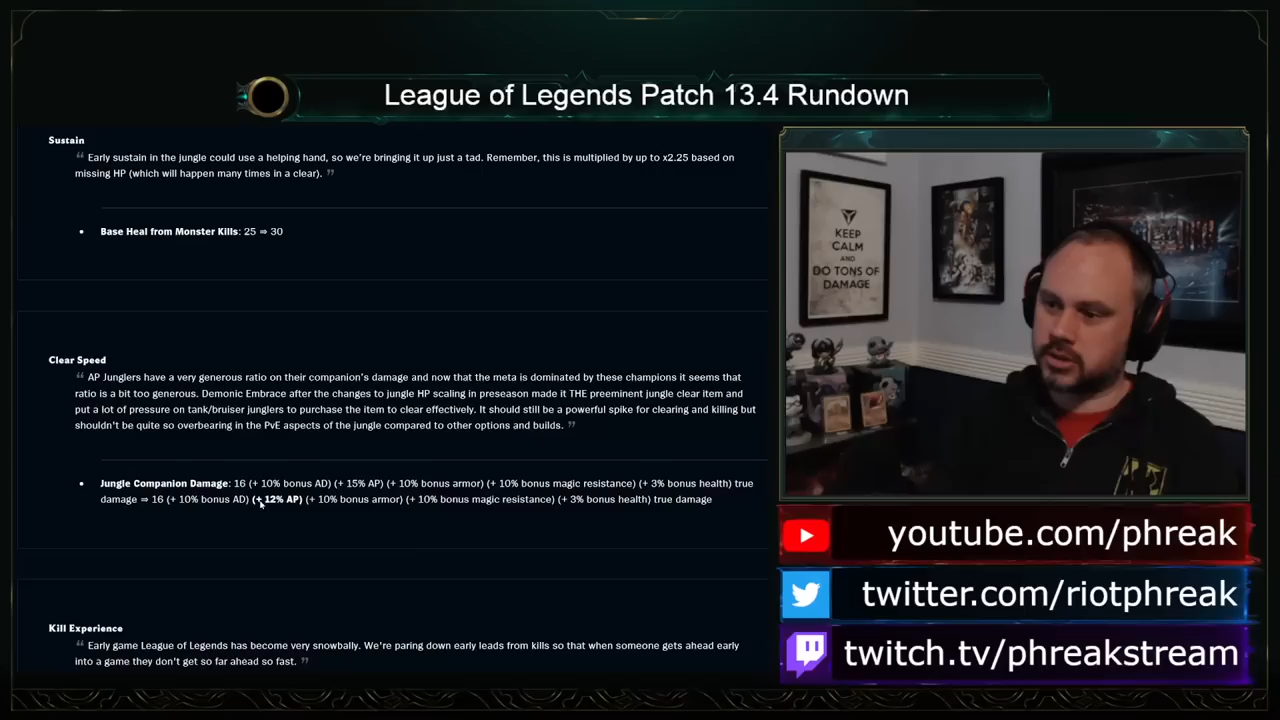 League of Legends Patch 13.4 Rundown
Sustain
“ Early sustain in the jungle could use a helping hand, so we're bringing it up just a tad. Remember, this is multiplied by up to x2.25 based on
missing HP (which will happen many times in a clear). ”
• Base Heal from Monster Kills: 25 ⇒ 30
Clear Speed
“ AP Junglers have a very generous ratio on their companion's damage and now that the meta is dominated by these champions it seems that
ratio is a bit too generous. Demonic Embrace after the changes to jungle HP scaling in preseason made it THE preeminent jungle clear item and
put a lot of pressure on tank/bruiser junglers to purchase the item to clear effectively. It should still be a powerful spike for clearing and killing but
shouldn't be quite so overbearing in the PvE aspects of the jungle compared to other options and builds. ”
• Jungle Companion Damage: 16 (+ 10% bonus AD) (+ 15% AP) (+ 10% bonus armor) (+ 10% bonus magic resistance) (+ 3% bonus health) true
damage ⇒ 16 (+ 10% bonus AD) (+ 12% AP) (+ 10% bonus armor) (+ 10% bonus magic resistance) (+ 3% bonus health) true damage
Kill Experience
“ Early game League of Legends has become very snowbally. We're paring down early leads from kills so that when someone gets ahead early
into a game they don't get so far ahead so fast. ”
KEEP
CALM
AND
DO TONS OF
DAMAGE
youtube.com/phreak
twitter.com/riotphreak
twitch.tv/phreakstream